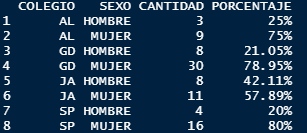 COLEGIO SEXO CANTIDAD PORCENTAJE
1 AL HOMBRE 3 25%
2 AL MUJER 9 75%
3 GD HOMBRE 8 21.05%
4 GD MUJER 30 78.95%
5 JA HOMBRE 8 42.11%
6 JA MUJER 11 57.89%
7 SP HOMBRE 4 20%
8 SP MUJER 16 80%